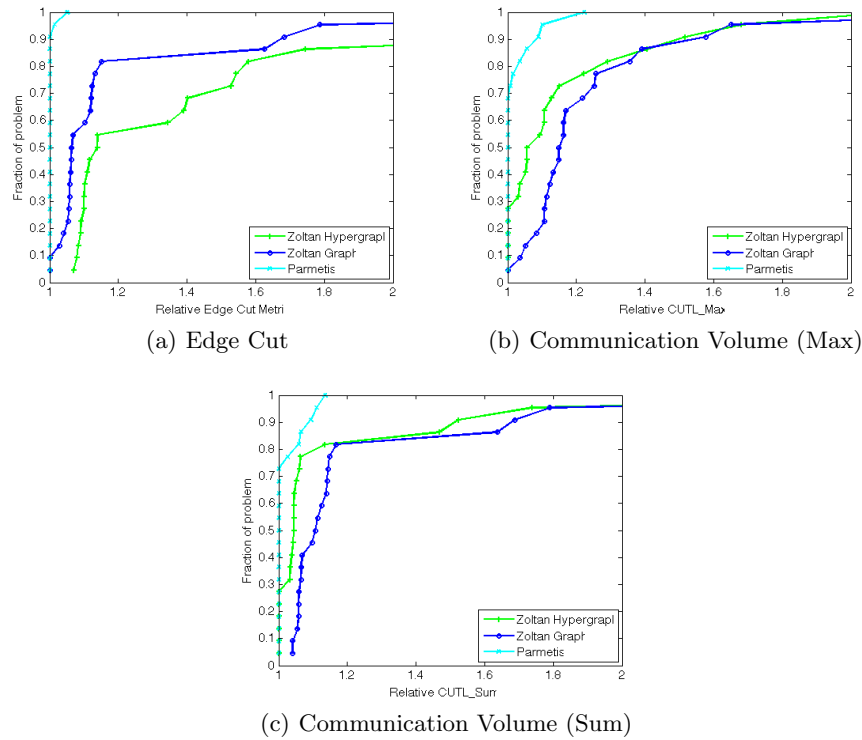 1
0.9
0.8
0.7
0.6
0.5
0.4
0.3
0.2
0.1
0
Fraction of problem
1 1.2 1.4 1.6 1.8 2
Relative Edge Cut Metri
Zoltan Hypergrapl
Zoltan Graph
Parmetis
(a) Edge Cut
1
0.9
0.8
0.7
0.6
0.5
0.4
0.3
0.2
0.1
0
Fraction of problem
1 1.2 1.4 1.6 1.8 2
Relative CUTL_Max
Zoltan Hypergrapl
Zoltan Graph
Parmetis
(b) Communication Volume (Max)
1
0.9
0.8
0.7
0.6
0.5
0.4
0.3
0.2
0.1
0
Fraction of problem
1 1.2 1.4 1.6 1.8 2
Relative CUTL_Sum
Zoltan Hypergrapl
Zoltan Graph
Parmetis
(c) Communication Volume (Sum)